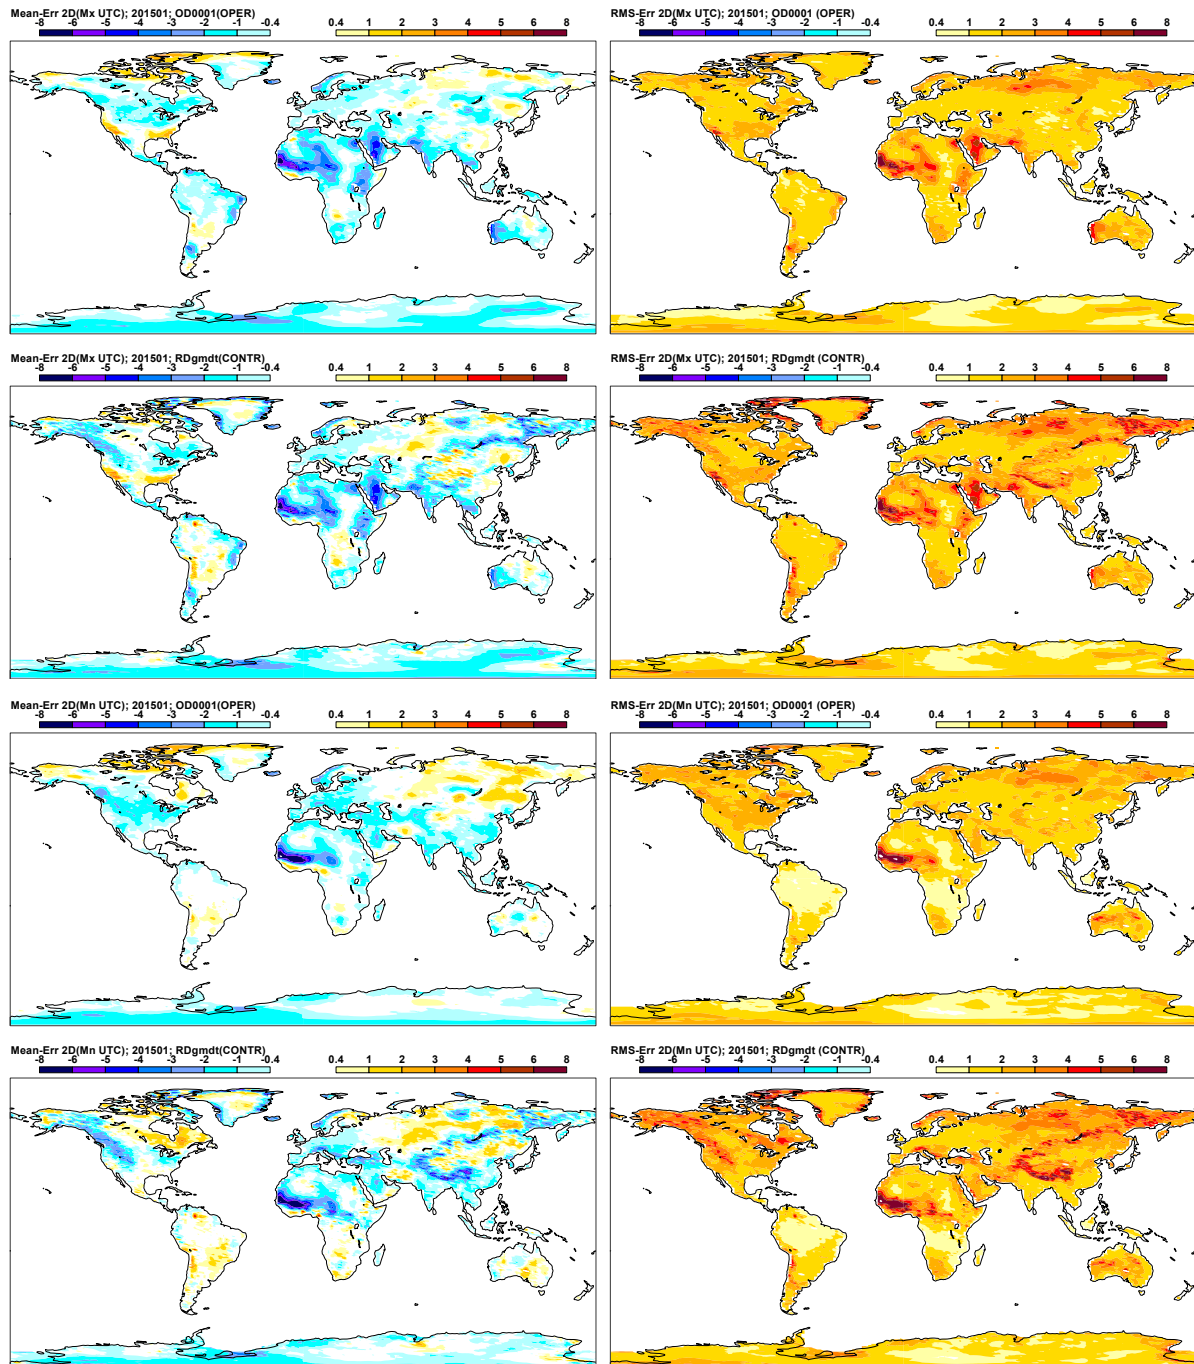 Mean-Err 2D(Mx UTC); 201501; OD0001(OPER)
-8 -6 -5 -4 -3 -2 -1 -0.4 0.4 1 2 3 4 5 6 8
RMS-Err 2D(Mx UTC); 201501; OD0001 (OPER)
-8 -6 -5 -4 -3 -2 -1 -0.4 0.4 1 2 3 4 5 6 8
Mean-Err 2D(Mx UTC); 201501; RDgmdt(CONTR)
-8 -6 -5 -4 -3 -2 -1 -0.4 0.4 1 2 3 4 5 6 8
RMS-Err 2D(Mx UTC); 201501; RDgmdt (CONTR)
-8 -6 -5 -4 -3 -2 -1 -0.4 0.4 1 2 3 4 5 6 8
Mean-Err 2D(Mn UTC); 201501; OD0001(OPER)
-8 -6 -5 -4 -3 -2 -1 -0.4 0.4 1 2 3 4 5 6 8
RMS-Err 2D(Mn UTC); 201501; OD0001 (OPER)
-8 -6 -5 -4 -3 -2 -1 -0.4 0.4 1 2 3 4 5 6 8
Mean-Err 2D(Mn UTC); 201501; RDgmdt(CONTR)
-8 -6 -5 -4 -3 -2 -1 -0.4 0.4 1 2 3 4 5 6 8
RMS-Err 2D(Mn UTC); 201501; RDgmdt (CONTR)
-8 -6 -5 -4 -3 -2 -1 -0.4 0.4 1 2 3 4 5 6 8